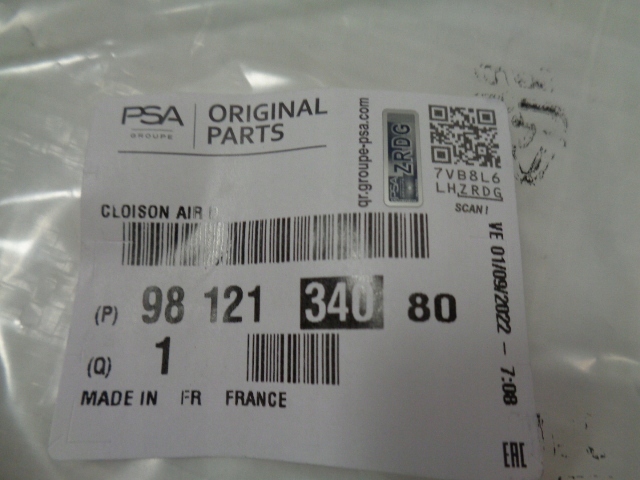 PSA
GROUPE
ORIGINAL
PARTS
qr.groupe-psa.com
PSA ZRDG
7VB8L6
LHZRDG
SCAN !
CLOISON AIR
(P) 98 121 340 80
(Q) 1
MADE IN FR FRANCE
VE 01/09/2022 - 7:08
EAC